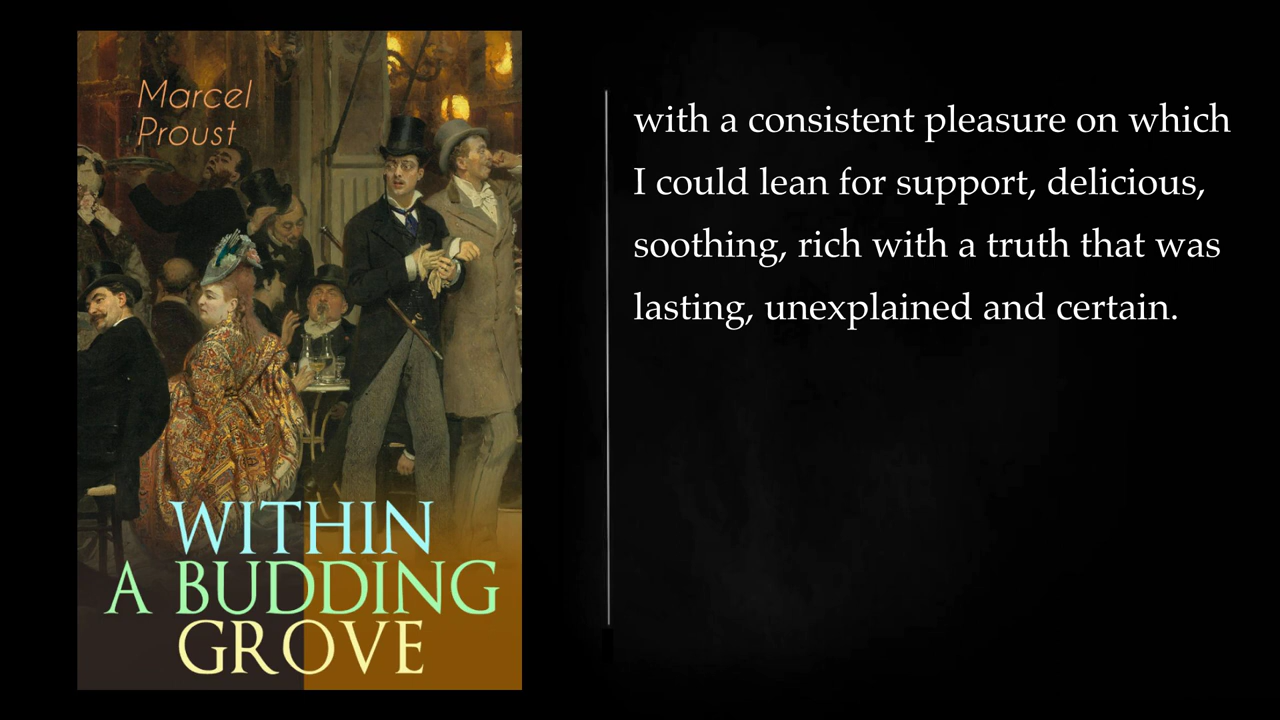 Marcel
Proust
WITHIN
A BUDDING
GROVE
with a consistent pleasure on which
I could lean for support, delicious,
soothing, rich with a truth that was
lasting, unexplained and certain.